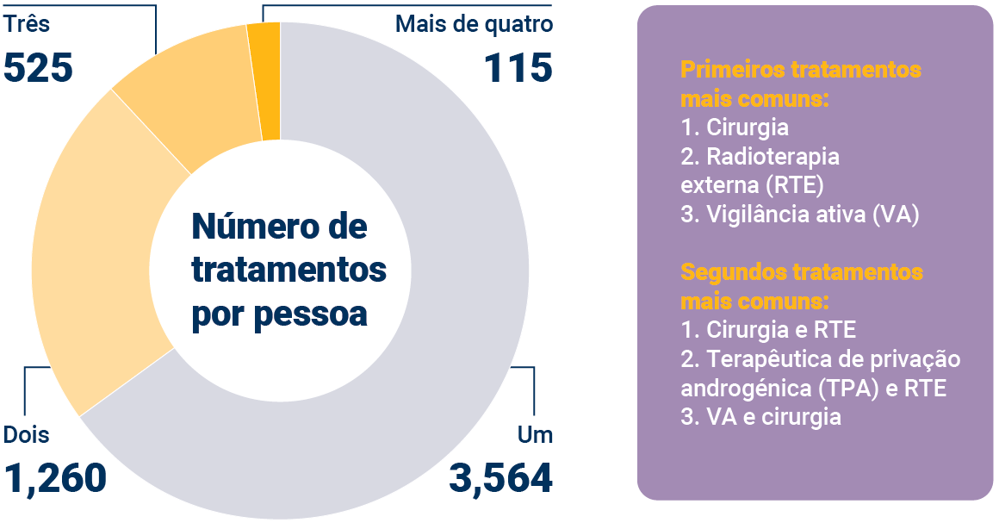 Três
525
Mais de quatro
115
Número de
tratamentos
por pessoa
Dois
1,260
Um
3,564
Primeiros tratamentos
mais comuns:
1. Cirurgia
2. Radioterapia
externa (RTE)
3. Vigilância ativa (VA)
Segundos tratamentos
mais comuns:
1. Cirurgia e RTE
2. Terapêutica de privação
androgénica (TPA) e RTE
3. VA e cirurgia